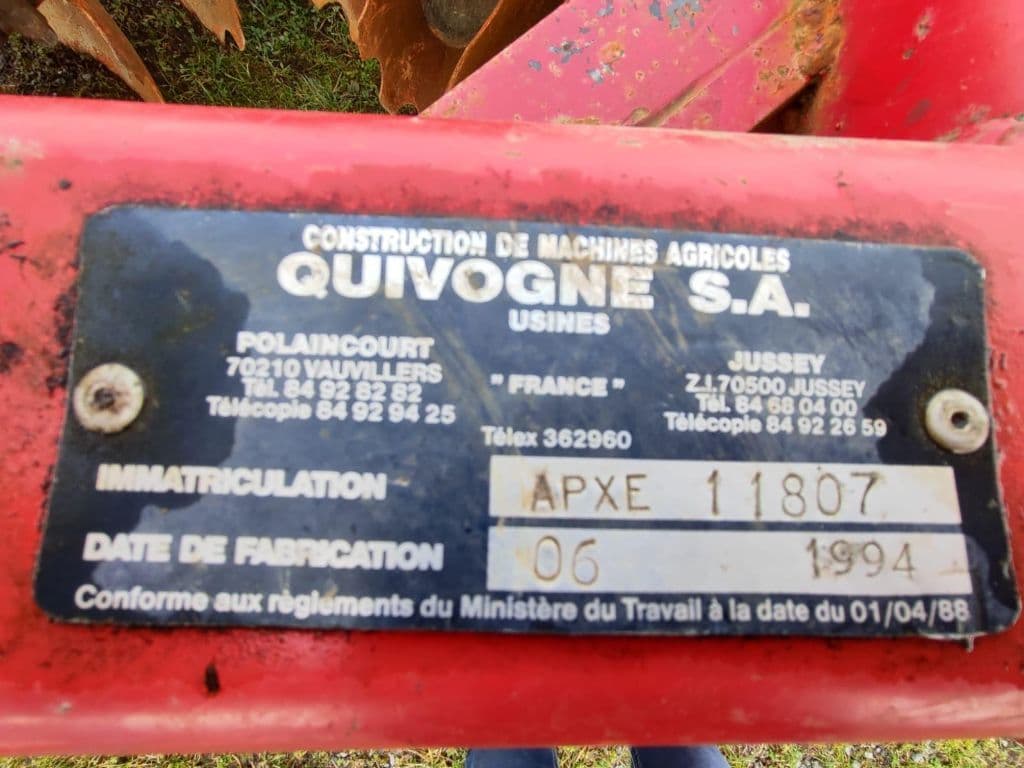 CONSTRUCTION DE MACHINES AGRICOLES
QUIVOGNE S.A.
USINES
POLAINCOURT
70210 VAUVILLERS
Tél. 84 92 82 82
Télécopie 84 92 94 25
" FRANCE "
Télex 362960
JUSSEY
Z.I.70500 JUSSEY
Tél. 84 68 04 00
Télécopie 84 92 26 59
IMMATRICULATION APXE 11807
DATE DE FABRICATION 06 1994
Conforme aux règlements du Ministère du Travail à la date du 01/04/88